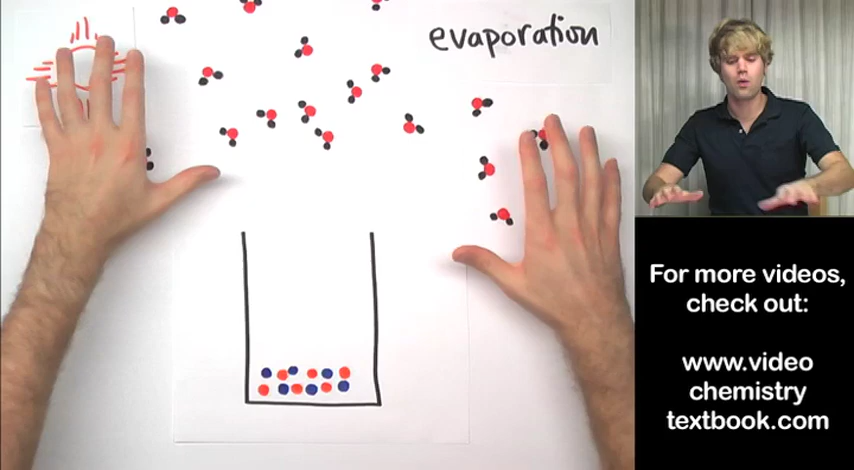 evaporation
For more videos,
check out:
www.video
chemistry
textbook.com